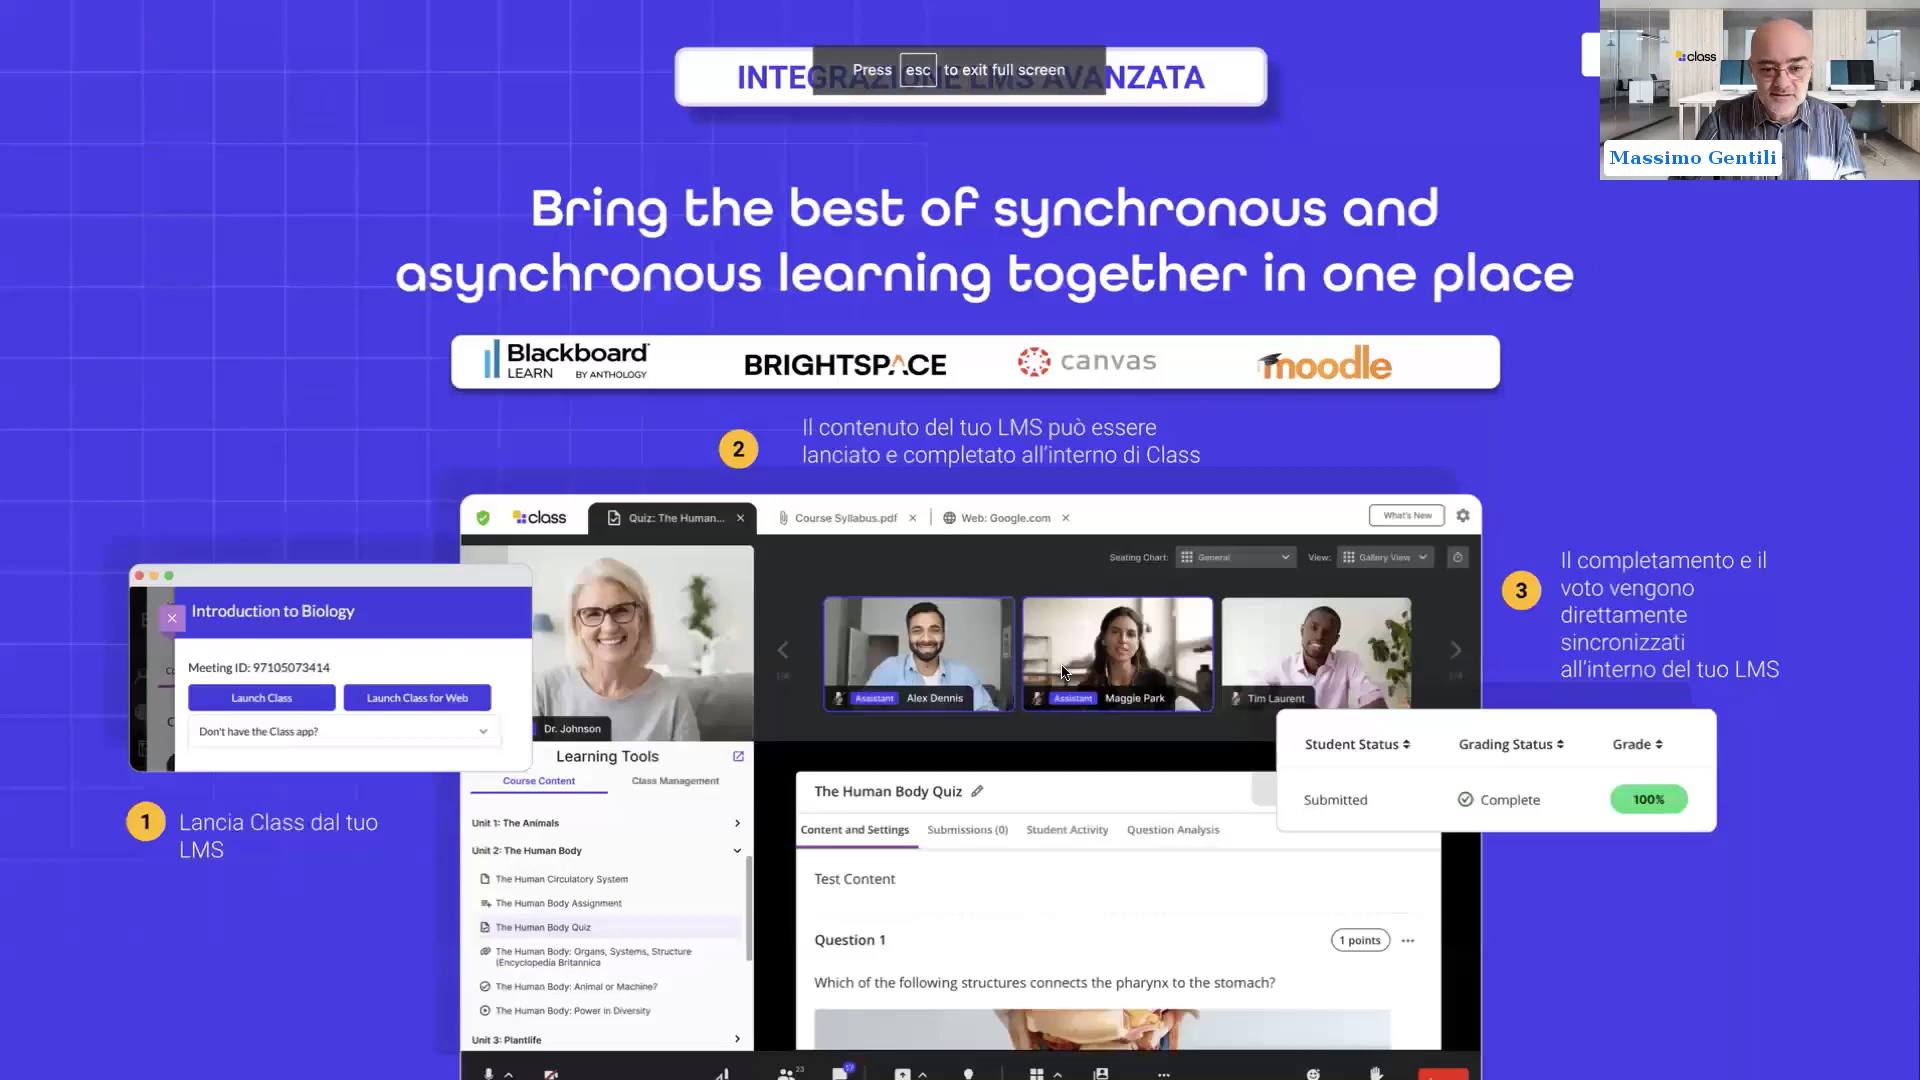 INTEGRAZIONE LMS AVANZATA
Press esc to exit full screen
class
Massimo Gentili
Bring the best of synchronous and
asynchronous learning together in one place
Blackboard
LEARN BY ANTHOLOGY
BRIGHTSPACE
canvas
moodle
2
Il contenuto del tuo LMS può essere
lanciato e completato all'interno di Class
class
Quiz: The Human...
Course Syllabus.pdf
Web: Google.com
What's New
Seating Chart: General
View: Gallery View
Introduction to Biology
Meeting ID: 97105073414
Launch Class
Launch Class for Web
Don't have the Class app?
1
Lancia Class dal tuo
LMS
Dr. Johnson
Assistant Alex Dennis
Assistant Maggie Park
Tim Laurent
3
Il completamento e il
voto vengono
direttamente
sincronizzati
all'interno del tuo LMS
Learning Tools
Course Content
Class Management
Unit 1: The Animals
Unit 2: The Human Body
The Human Circulatory System
The Human Body Assignment
The Human Body Quiz
The Human Body: Organs, Systems, Structure
(Encyclopedia Britannica
The Human Body: Animal or Machine?
The Human Body: Power in Diversity
Unit 3: Plantlife
Student Status
Grading Status
Grade
Submitted
Complete
100%
The Human Body Quiz
Content and Settings
Submissions (0)
Student Activity
Question Analysis
Test Content
Question 1
1 points
Which of the following structures connects the pharynx to the stomach?
23